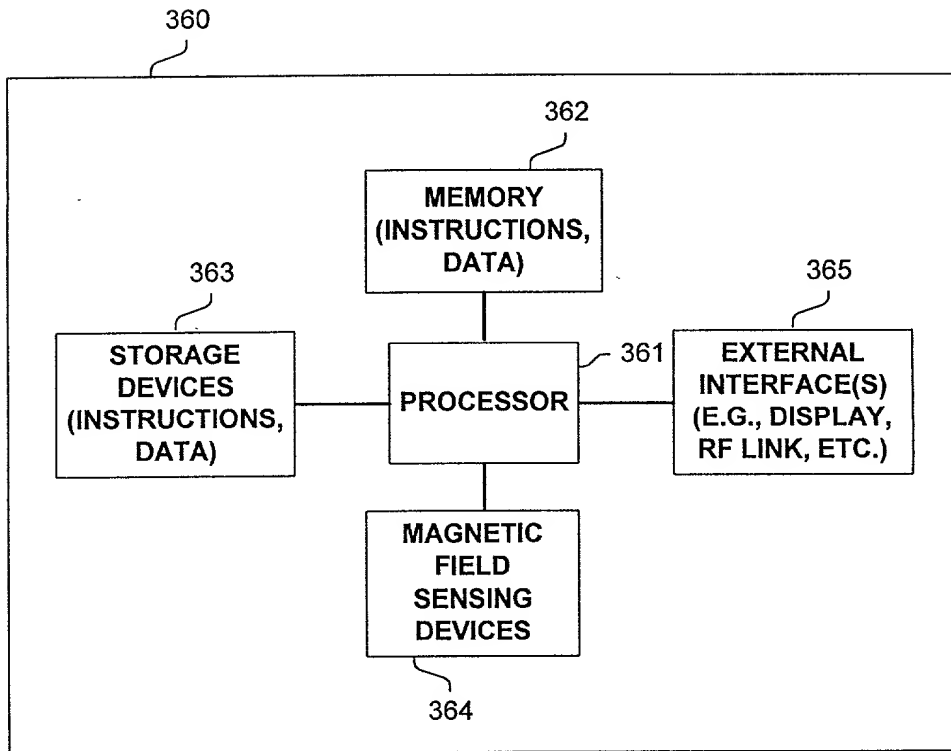 360
362
MEMORY
(INSTRUCTIONS,
DATA)
363
STORAGE
DEVICES
(INSTRUCTIONS,
DATA)
361
PROCESSOR
365
EXTERNAL
INTERFACE(S)
(E.G., DISPLAY,
RF LINK, ETC.)
MAGNETIC
FIELD
SENSING
DEVICES
364